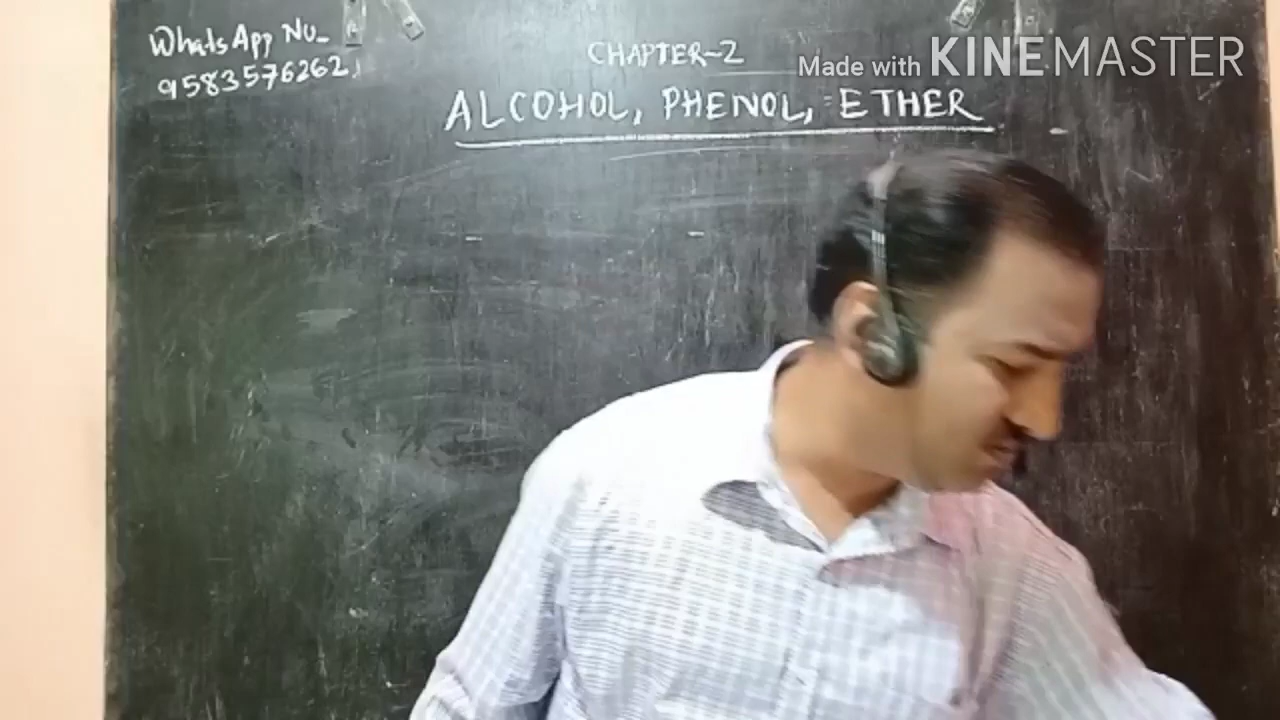 WhatsApp No_
9583576262
CHAPTER-2
Made with KINEMASTER
ALCOHOL, PHENOL, ETHER